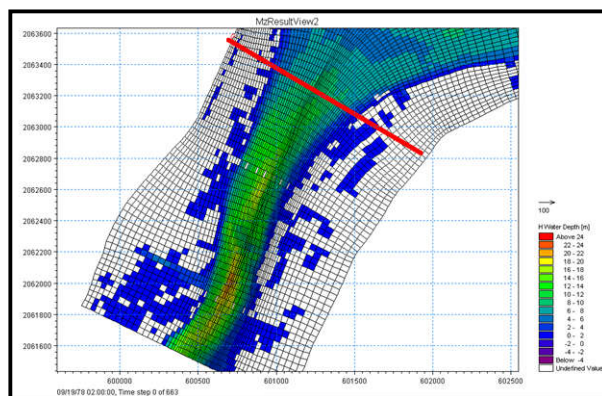 MzResultView2
2063600
2063400
2063200
2063000
2062800
2062600
2062400
2062200
2062000
2061800
2061600
600000
600500
601000
601500
602000
602500
100
H Water Depth [m]
Above 24
22 - 24
20 - 22
18 - 20
16 - 18
14 - 16
12 - 14
10 - 12
8 - 10
6 - 8
4 - 6
2 - 4
0 - 2
-2 - 0
-4 - -2
Below -4
Undefined Value
09/19/78 02:00:00, Time step 0 of 663